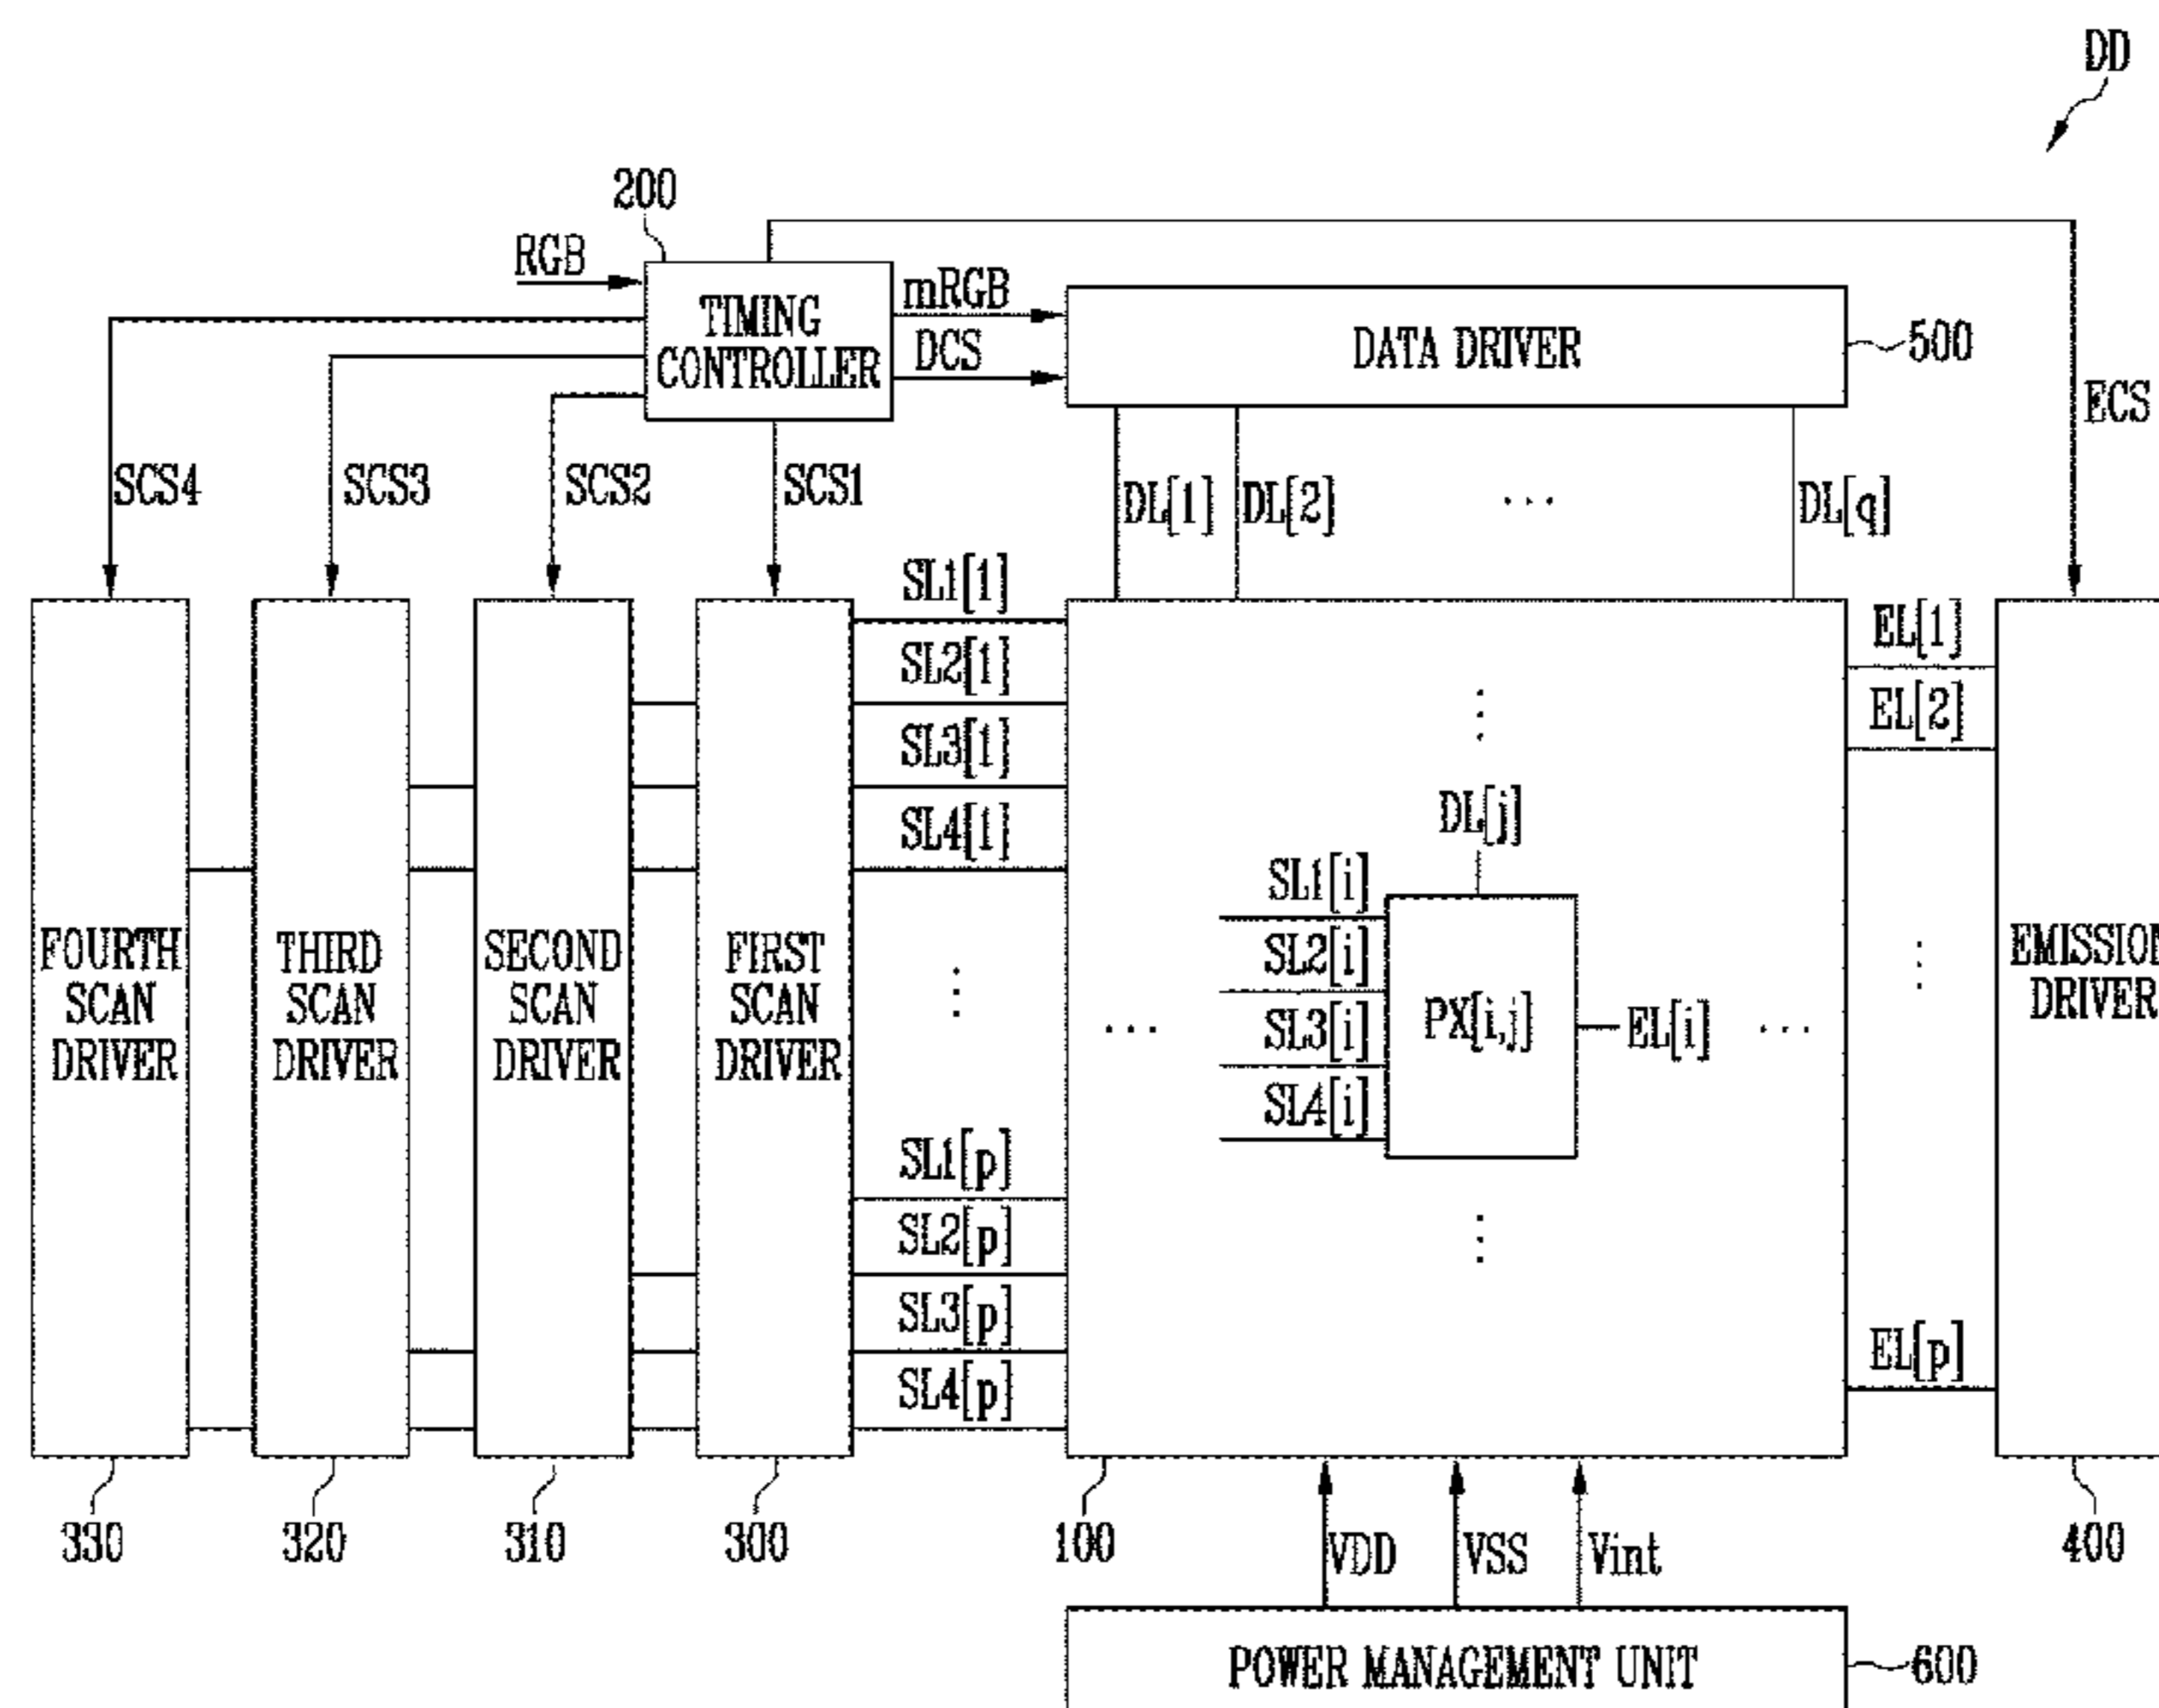 DD
200
RGB
TIMING
CONTROLLER
mRGB
DCS
DATA DRIVER
500
ECS
SCS4
SCS3
SCS2
SCS1
DL[1]
DL[2]
...
DL[q]
SL1[1]
SL2[1]
SL3[1]
SL4[1]
EL[1]
EL[2]
DL[j]
SL1[i]
SL2[i]
SL3[i]
SL4[i]
PX[i,j]
EL[i]
...
...
FOURTH
SCAN
DRIVER
THIRD
SCAN
DRIVER
SECOND
SCAN
DRIVER
FIRST
SCAN
DRIVER
EMISSION
DRIVER
SL1[p]
SL2[p]
SL3[p]
SL4[p]
EL[p]
330
320
310
300
100
VDD
VSS
Vint
400
POWER MANAGEMENT UNIT
600